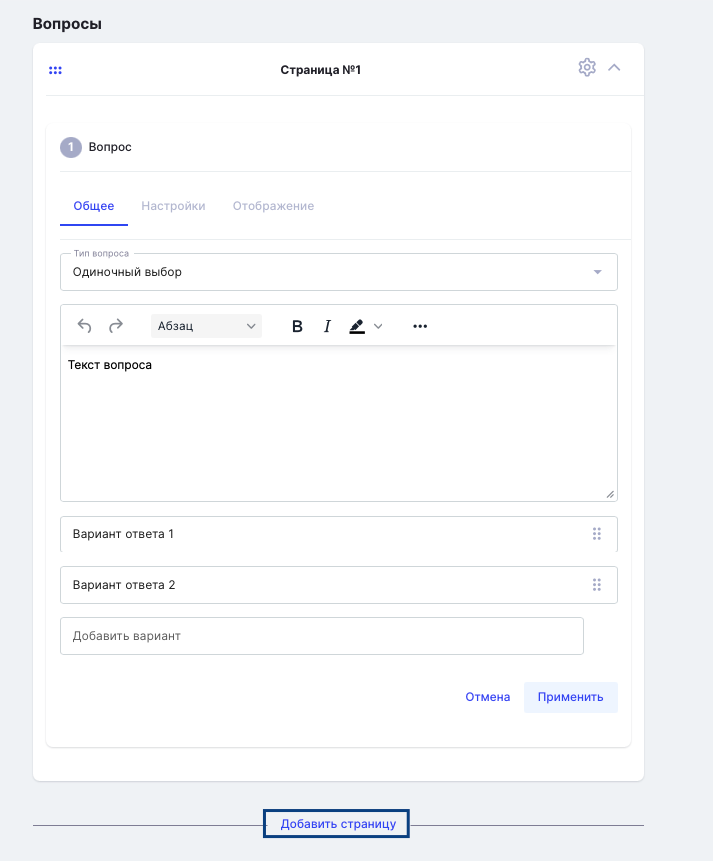 Вопросы
Страница №1
1 Вопрос
Общее Настройки Отображение
Тип вопроса
Одиночный выбор
Абзац B I
Текст вопроса
Вариант ответа 1
Вариант ответа 2
Добавить вариант
Отмена Применить
Добавить страницу